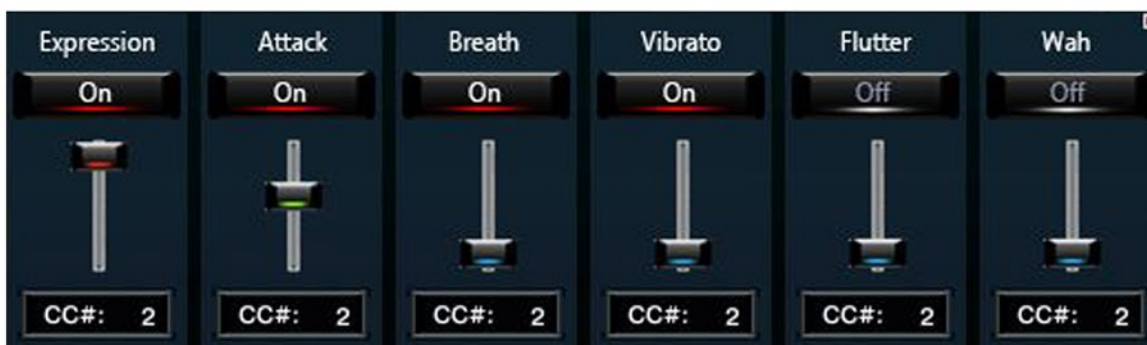 Expression Attack Breath Vibrato Flutter Wah
On On On On Off Off
CC#: 2 CC#: 2 CC#: 2 CC#: 2 CC#: 2 CC#: 2